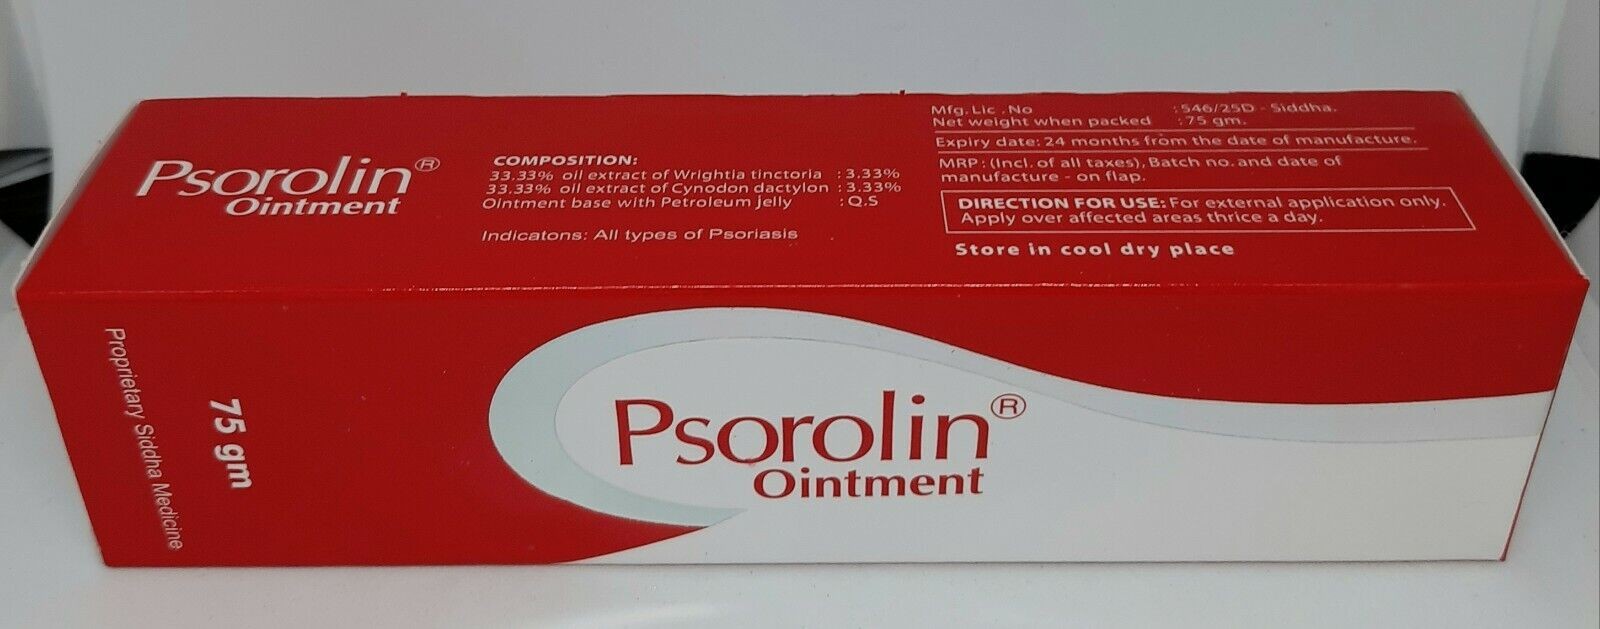 Psorolin®
Ointment
COMPOSITION:
33.33% oil extract of Wrightia tinctoria : 3.33%
33.33% oil extract of Cynodon dactylon : 3.33%
Ointment base with Petroleum jelly : Q.S
Indicatons: All types of Psoriasis
Mfg. Lic . No : 546/25D - Siddha.
Net weight when packed : 75 gm.
Expiry date: 24 months from the date of manufacture.
MRP : (Incl. of all taxes), Batch no. and date of
manufacture - on flap.
DIRECTION FOR USE: For external application only.
Apply over affected areas thrice a day.
Store in cool dry place
Proprietary Siddha Medicine
75 gm
Psorolin®
Ointment